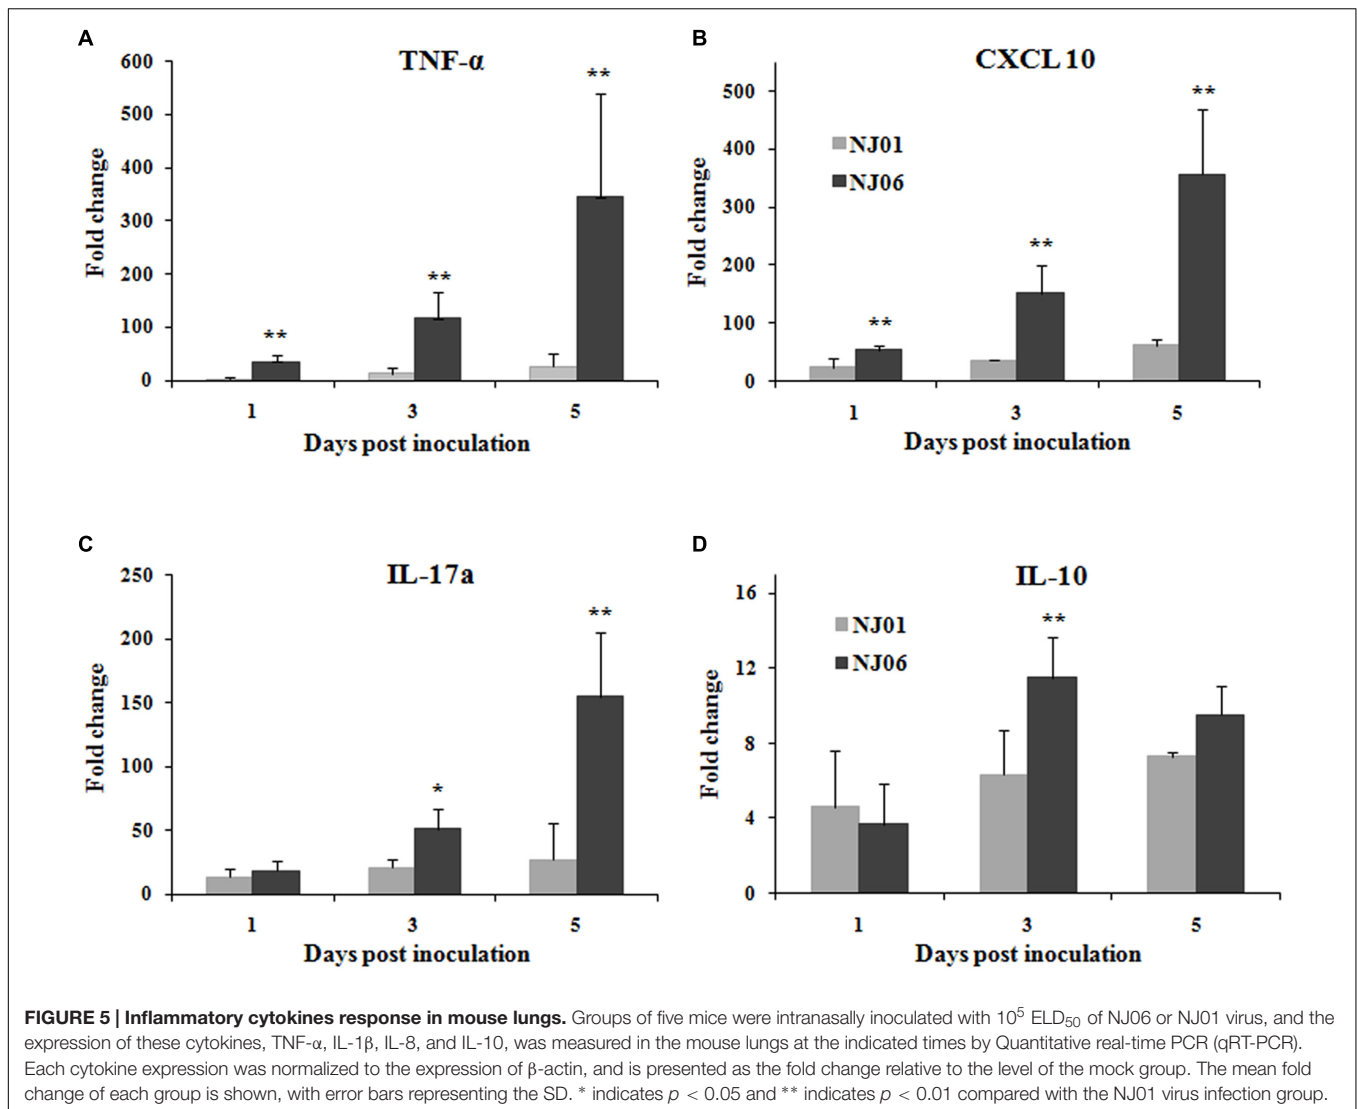 A
TNF-α
600
500
400
300
200
100
0
Fold change
**
**
**
1 3 5
Days post inoculation
B
CXCL 10
500
400
300
200
100
0
Fold change
NJ01
NJ06
**
**
**
1 3 5
Days post inoculation
C
IL-17a
250
200
150
100
50
0
Fold change
*
**
1 3 5
Days post inoculation
D
IL-10
16
12
8
4
0
Fold change
NJ01
NJ06
**
1 3 5
Days post inoculation
FIGURE 5 | Inflammatory cytokines response in mouse lungs. Groups of five mice were intranasally inoculated with 10⁵ ELD₅₀ of NJ06 or NJ01 virus, and the
expression of these cytokines, TNF-α, IL-1β, IL-8, and IL-10, was measured in the mouse lungs at the indicated times by Quantitative real-time PCR (qRT-PCR).
Each cytokine expression was normalized to the expression of β-actin, and is presented as the fold change relative to the level of the mock group. The mean fold
change of each group is shown, with error bars representing the SD. * indicates p < 0.05 and ** indicates p < 0.01 compared with the NJ01 virus infection group.